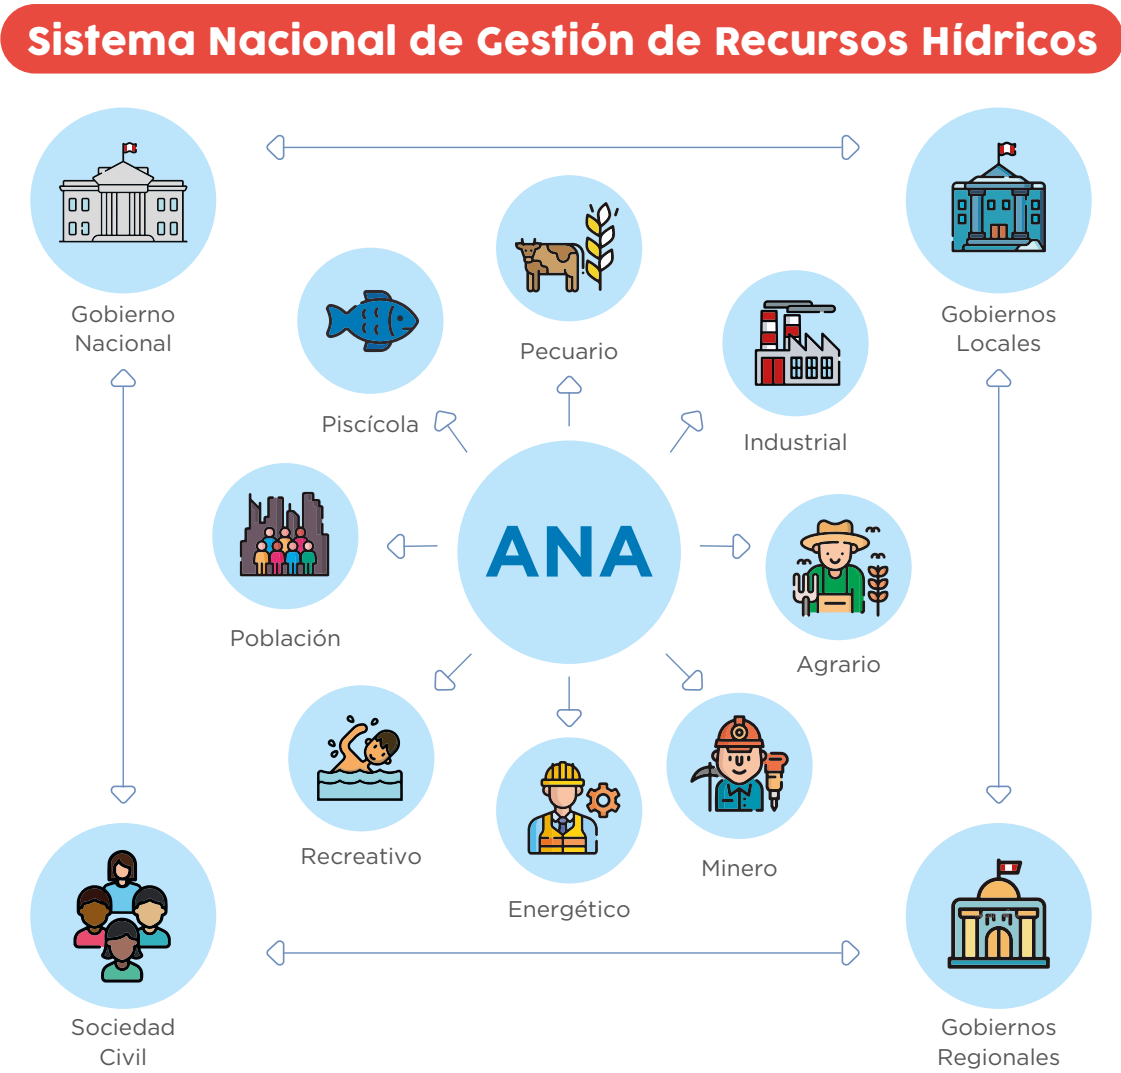 Sistema Nacional de Gestión de Recursos Hídricos
Gobierno
Nacional
Gobiernos
Locales
Pecuario
Piscícola
Industrial
ANA
Población
Agrario
Recreativo
Minero
Energético
Sociedad
Civil
Gobiernos
Regionales